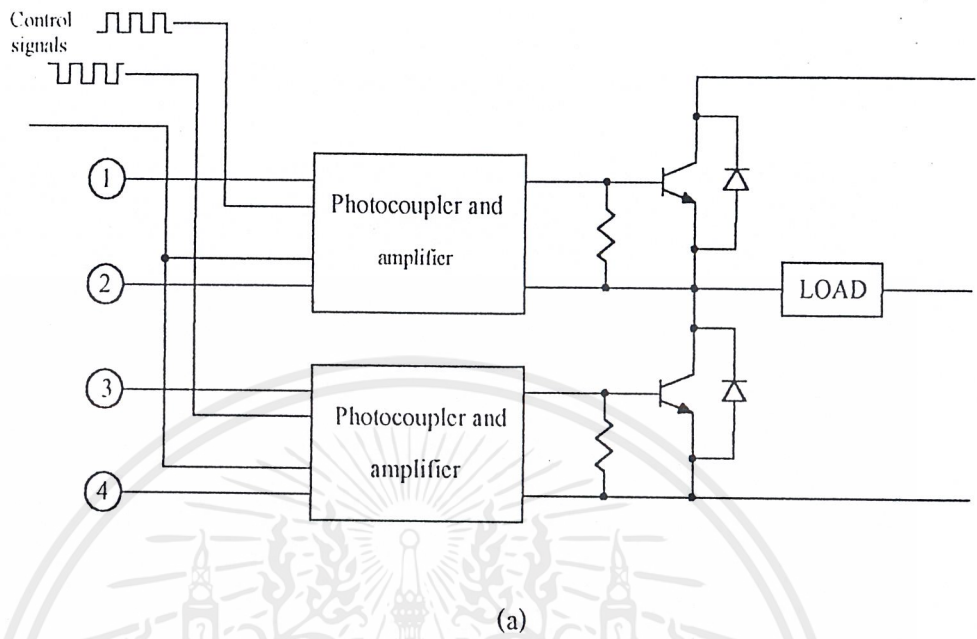 Control
signals
1
Photocoupler and
amplifier
2
LOAD
3
Photocoupler and
amplifier
4
(a)